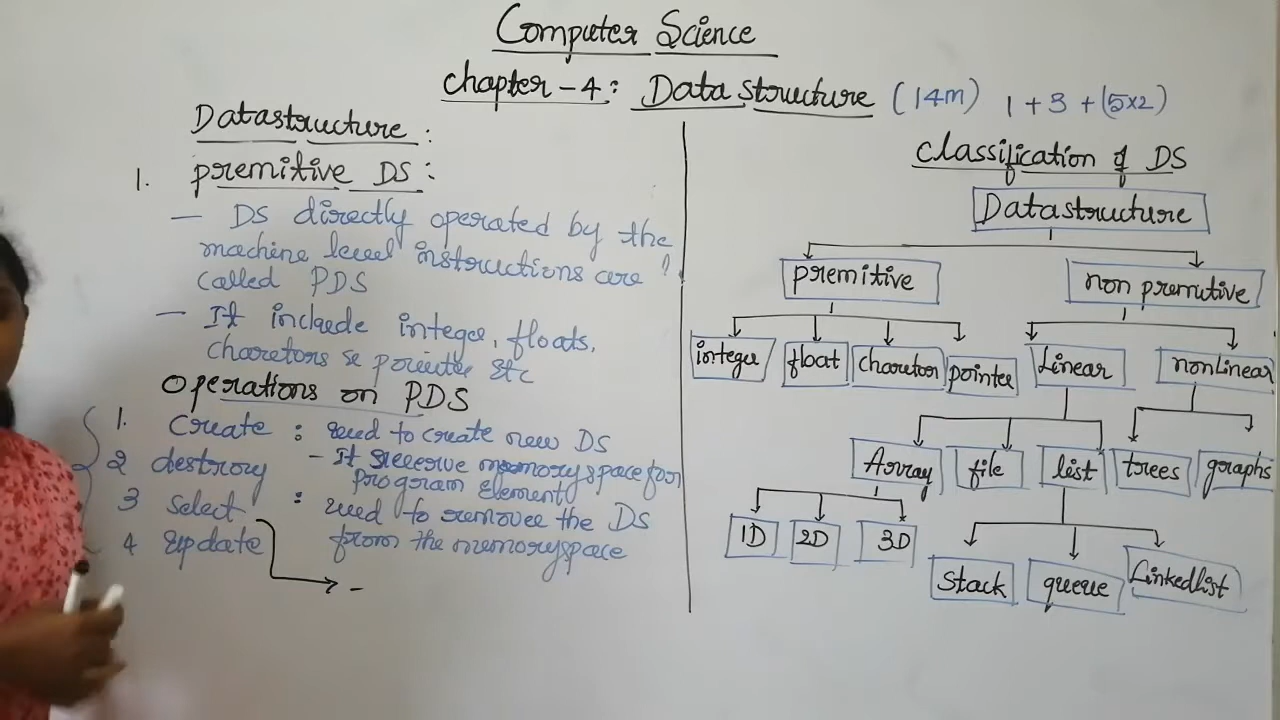 Computer Science
chapter - 4 : Data structure (14m) 1 + 3 + (5x2)
Datastructure :
1. premitive DS :
- DS directly operated by the
machine level instructions are
called PDS
- It include integer, floats,
Operations on PDS
1. Create : used to create new DS
2 destroy - It reserve memory space for
program element
3 Select : used to remove the DS
4 update from the memoryspace
-
Classification of DS
Datastructure
premitive non premitive
integer float pointer Linear nonlinear
Array file list trees graphs
1D 2D 3D
Stack queue Linkedlist